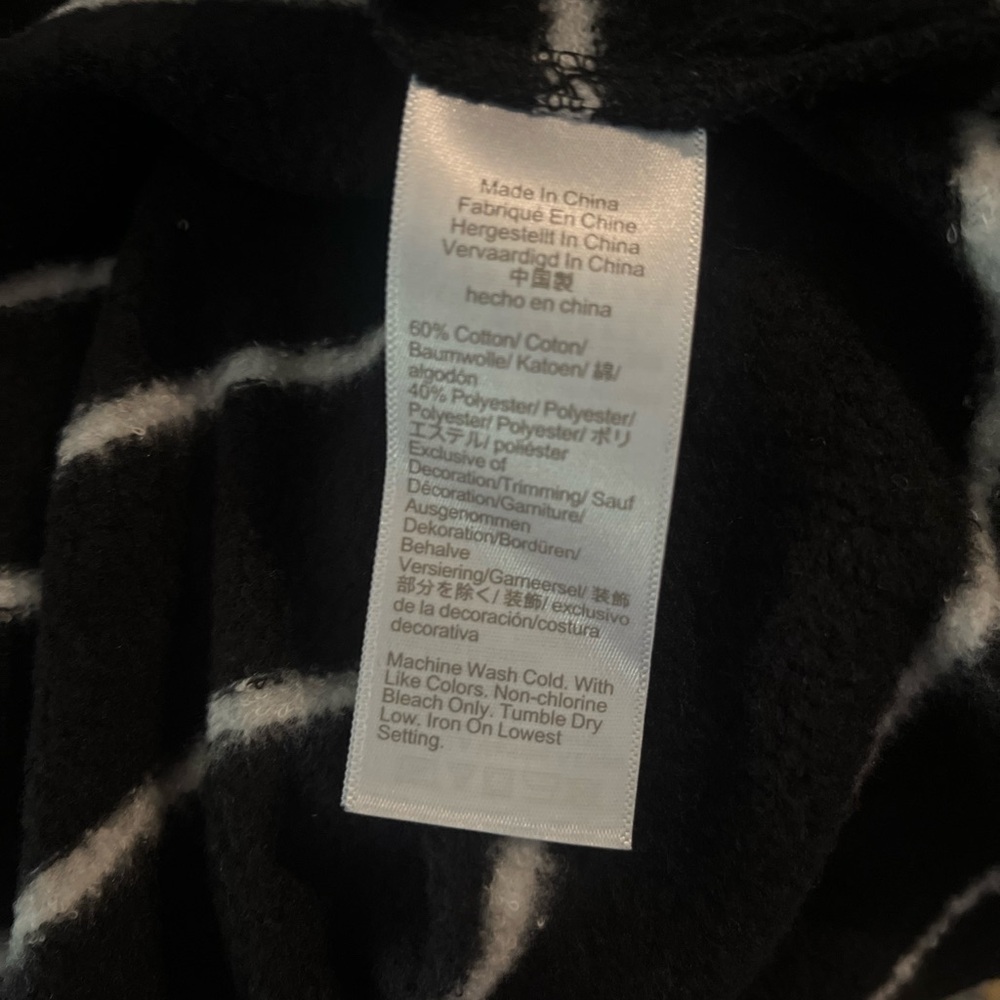 Made In China
Fabriqué En Chine
Hergestellt In China
Vervaardigd In China
中国製
hecho en china
60% Cotton/ Coton/
Baumwolle/ Katoen/ 綿/
algodón
40% Polyester/ Polyester/
Polyester/ Polyester/ ポリ
エステル/ poliéster
Exclusive of
Decoration/Trimming/ Sauf
Décoration/Garniture/
Ausgenommen
Dekoration/Bordüren/
Behalve
Versiering/Garneersel/ 装飾
部分を除く/ 装飾/ exclusivo
de la decoración/costura
decorativa
Machine Wash Cold. With
Like Colors. Non-chlorine
Bleach Only. Tumble Dry
Low. Iron On Lowest
Setting.